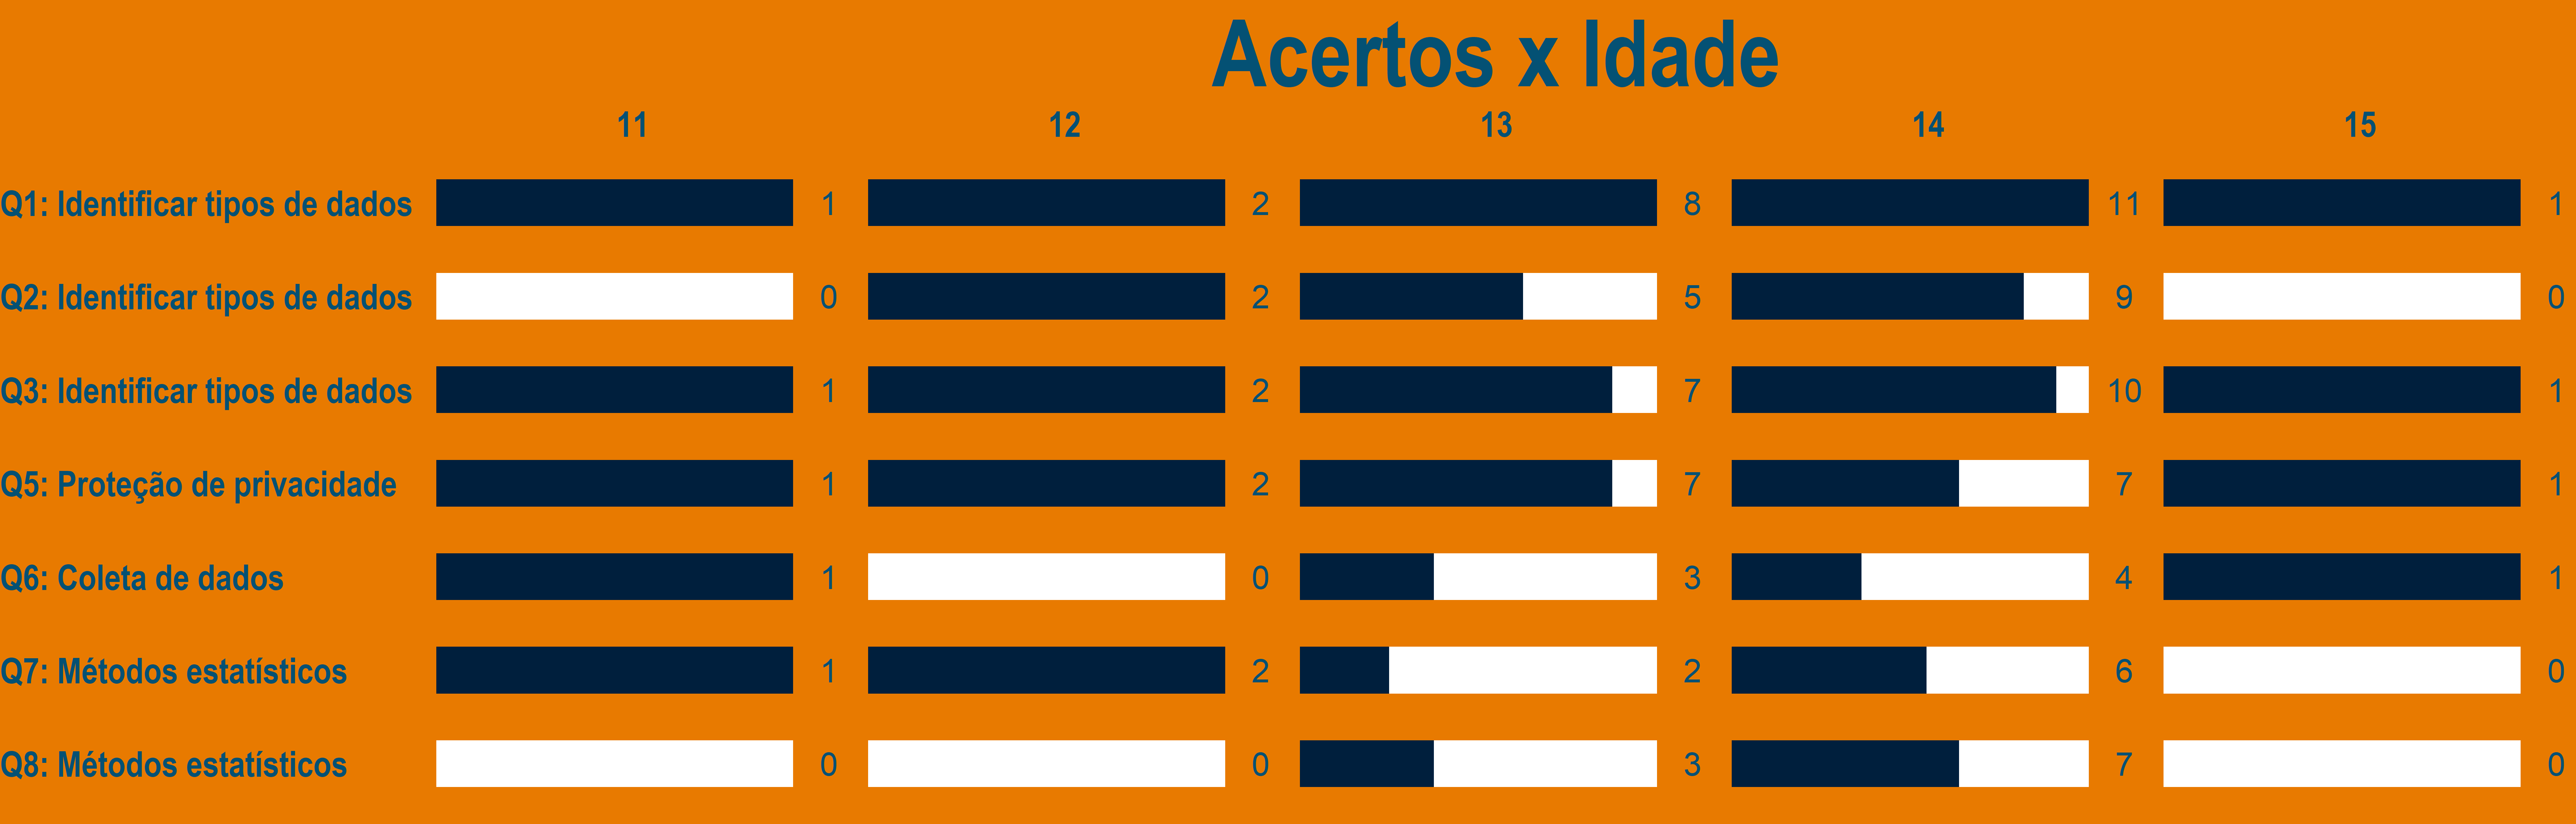 Acertos x Idade
11 12 13 14 15
Q1: Identificar tipos de dados 1 2 8 11 1
Q2: Identificar tipos de dados 0 2 5 9 0
Q3: Identificar tipos de dados 1 2 7 10 1
Q5: Proteção de privacidade 1 2 7 7 1
Q6: Coleta de dados 1 0 3 4 1
Q7: Métodos estatísticos 1 2 2 6 0
Q8: Métodos estatísticos 0 0 3 7 0